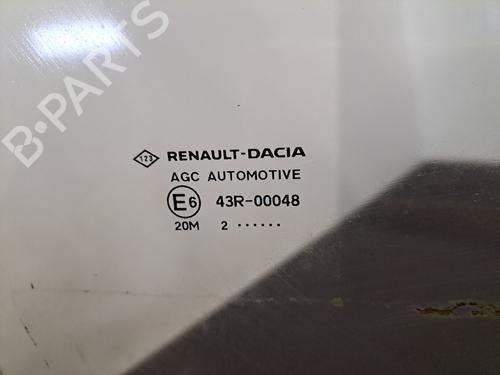 B-PARTS
123 RENAULT-DACIA
AGC AUTOMOTIVE
E6 43R-00048
20M 2 ······